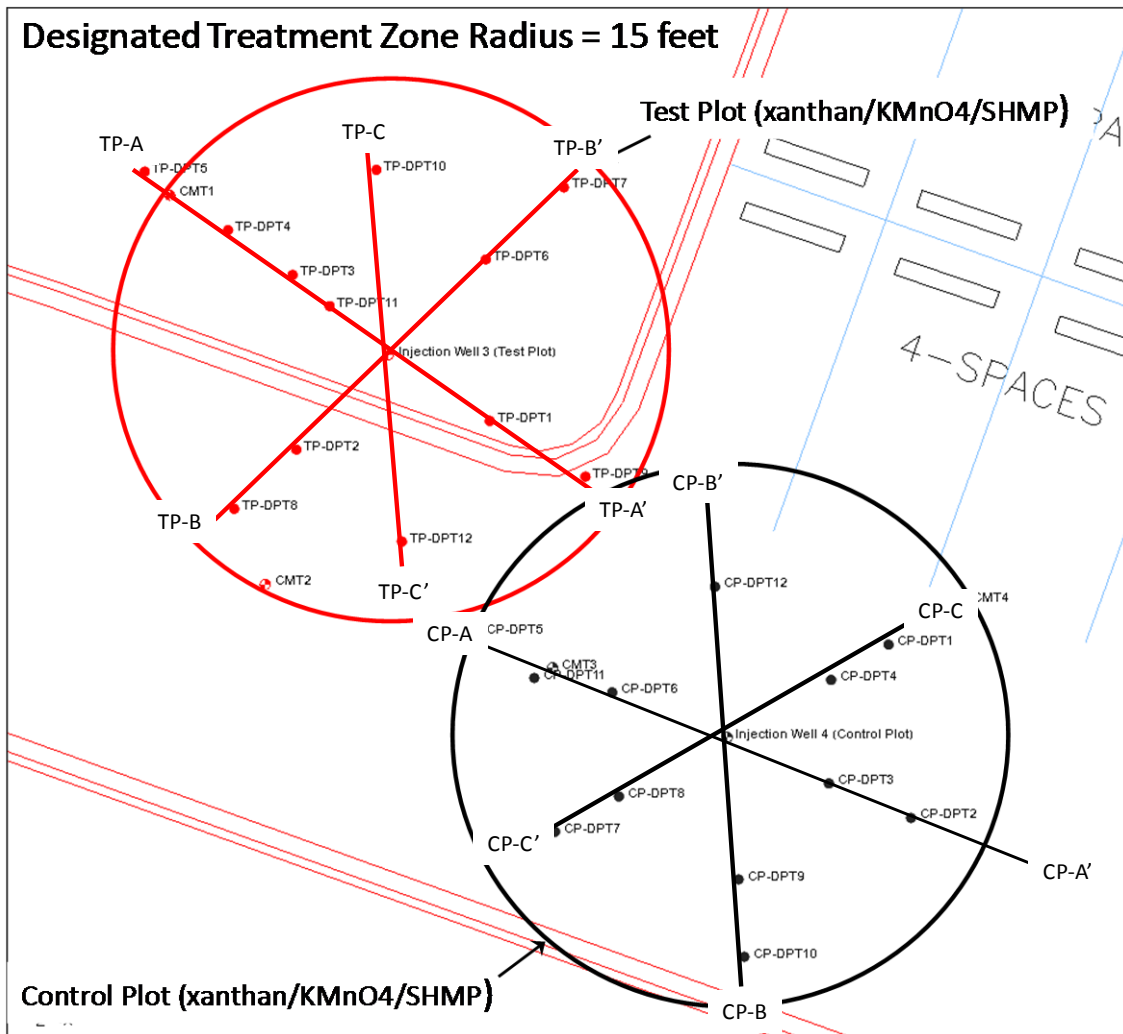 Designated Treatment Zone Radius = 15 feet
Test Plot (xanthan/KMnO4/SHMP)
TP-C
TP-B’
TP-A
TP-DPT5
TP-DPT10
TP-DPT7
CMT1
TP-DPT4
TP-DPT6
TP-DPT3
TP-DPT11
Injection Well 3 (Test Plot)
4-SPACES
TP-DPT1
TP-DPT2
TP-DPT9
CP-B’
TP-DPT8
TP-A’
TP-B
TP-DPT12
CMT2
TP-C’
CP-DPT12
CMT4
CP-C
CP-A
CP-DPT5
CP-DPT1
CMT3
CP-DPT11
CP-DPT6
CP-DPT4
Injection Well 4 (Control Plot)
CP-DPT3
CP-DPT8
CP-DPT2
CP-DPT7
CP-C’
CP-A’
CP-DPT9
CP-DPT10
Control Plot (xanthan/KMnO4/SHMP)
CP-B